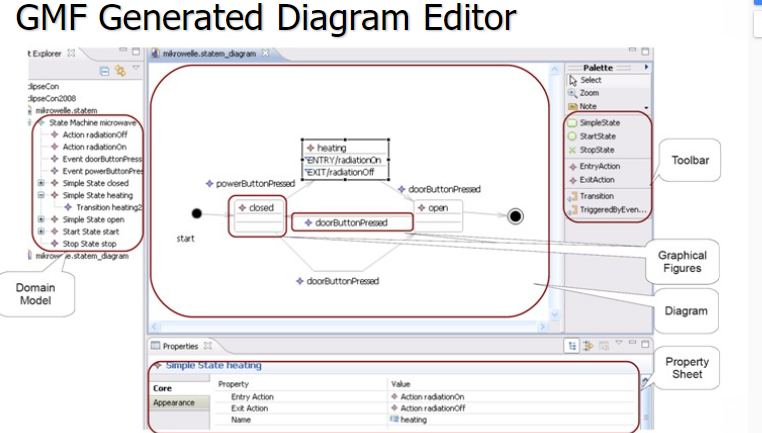 GMF Generated Diagram Editor
t Explorer
mikrowelle.statem_diagram
clipseCon
clipseCon2008
mikrowelle.statem
State Machine microwave
Action radiationOff
Action radiationOn
Event doorButtonPress
Event powerButtonPres
Simple State closed
Simple State heating
Transition heating2
Simple State open
Start State start
Stop State stop
mikrowelle.statem_diagram
Domain
Model
heating
ENTRY/radiationOn
EXIT/radiationOff
powerButtonPressed
doorButtonPressed
closed
doorButtonPressed
open
start
doorButtonPressed
Palette
Select
Zoom
Note
SimpleState
StartState
StopState
EntryAction
ExitAction
Transition
TriggeredByEven...
Toolbar
Graphical
Figures
Diagram
Property
Sheet
Properties
Simple State heating
Core
Appearance
Property Value
Entry Action Action radiationOn
Exit Action Action radiationOff
Name heating